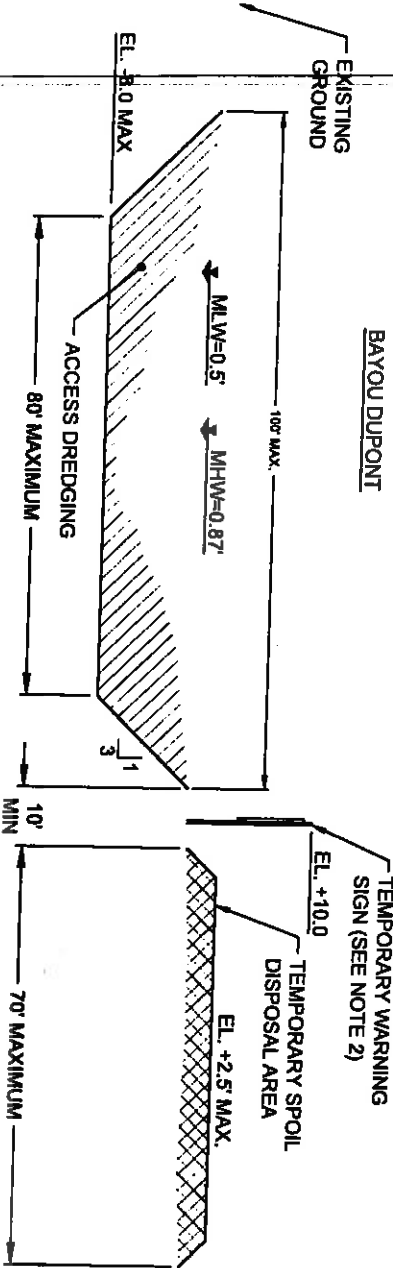 BAYOU DUPONT
EXISTING
GROUND
100' MAX.
TEMPORARY WARNING
SIGN (SEE NOTE 2)
MLW=0.5'
MHW=0.87'
EL. +10.0
TEMPORARY SPOIL
DISPOSAL AREA
EL. -8.0 MAX
EL. +2.5' MAX.
1
3
ACCESS DREDGING
80' MAXIMUM
10'
MIN
70' MAXIMUM